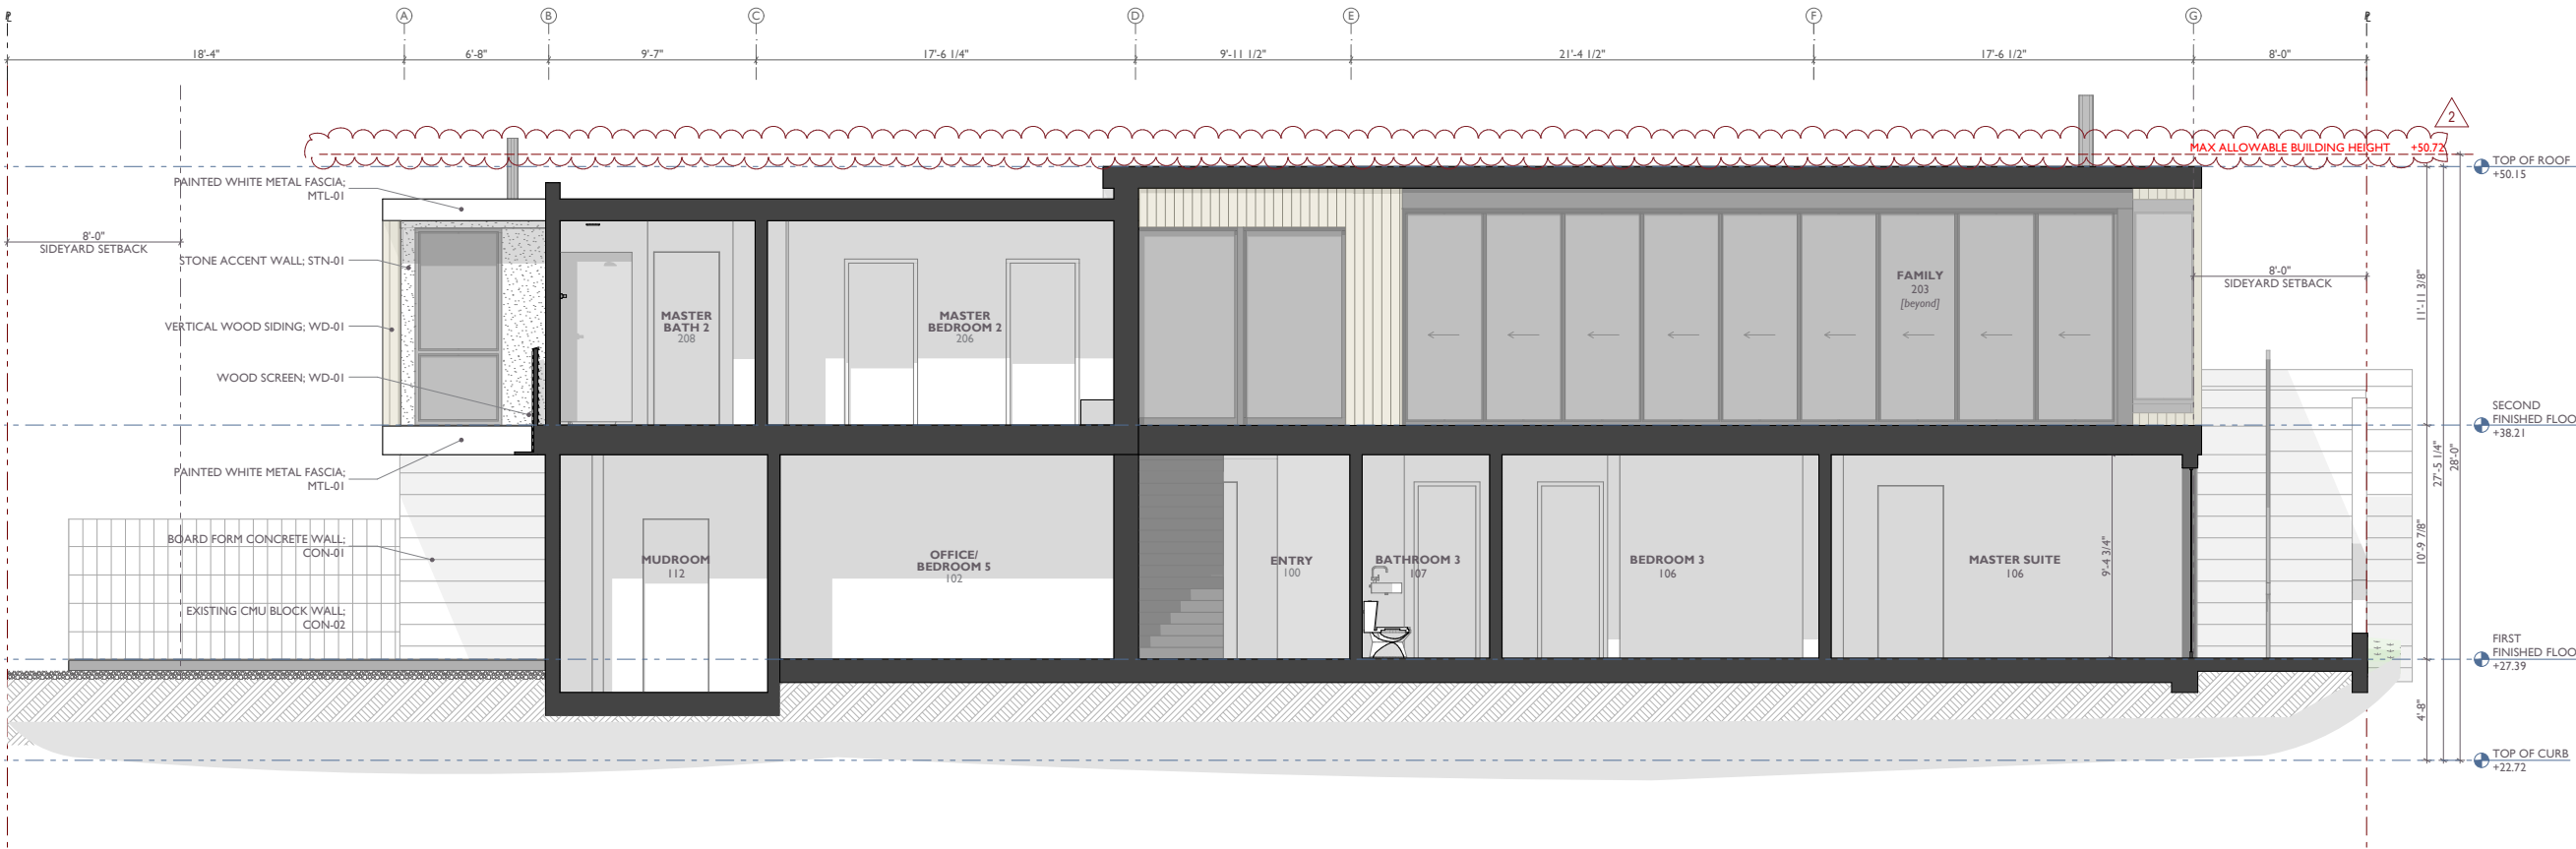 ℄
A
B
C
D
E
F
G
℄
18'-4"
6'-8"
9'-7"
17'-6 1/4"
9'-11 1/2"
21'-4 1/2"
17'-6 1/2"
8'-0"
2
MAX ALLOWABLE BUILDING HEIGHT +50.72
TOP OF ROOF
+50.15
PAINTED WHITE METAL FASCIA;
MTL-01
8'-0"
SIDEYARD SETBACK
STONE ACCENT WALL; STN-01
VERTICAL WOOD SIDING; WD-01
WOOD SCREEN; WD-01
PAINTED WHITE METAL FASCIA;
MTL-01
BOARD FORM CONCRETE WALL;
CON-01
EXISTING CMU BLOCK WALL;
CON-02
MASTER
BATH 2
208
MASTER
BEDROOM 2
206
FAMILY
203
[beyond]
8'-0"
SIDEYARD SETBACK
MUDROOM
112
OFFICE/
BEDROOM 5
102
ENTRY
100
BATHROOM 3
107
BEDROOM 3
106
MASTER SUITE
106
9'-4 3/4"
11'-11 3/8"
10'-9 7/8"
4'-8"
27'-5 1/4"
28'-0"
SECOND
FINISHED FLOO
+38.21
FIRST
FINISHED FLOO
+27.39
TOP OF CURB
+22.72